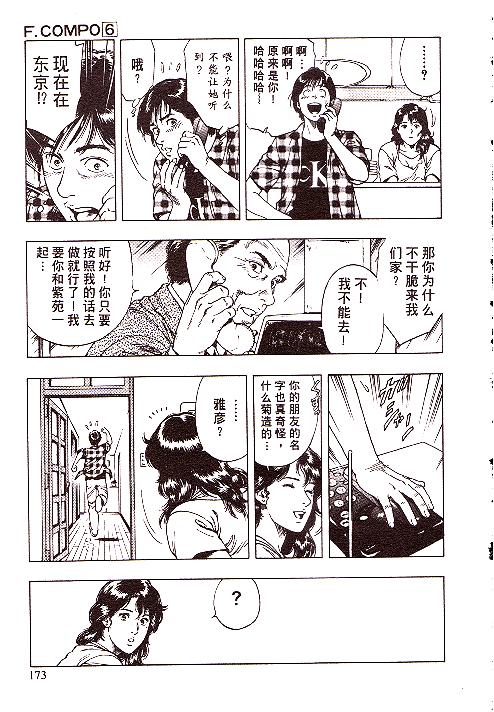 F.COMPO 6
………?
啊！
啊！
原来是你！
哈哈哈哈…
喂？为什么
不能让她听
到？
哦？
现在在
东京!?
那你为什么
不干脆来我
们家？
不！
我不能去！
听好！你只要
按照我的话去
做就行了！我
要你和紫苑一
起…
你的朋友的名
字也真奇怪，
什么菊造的…
……
雅彦？
？
173